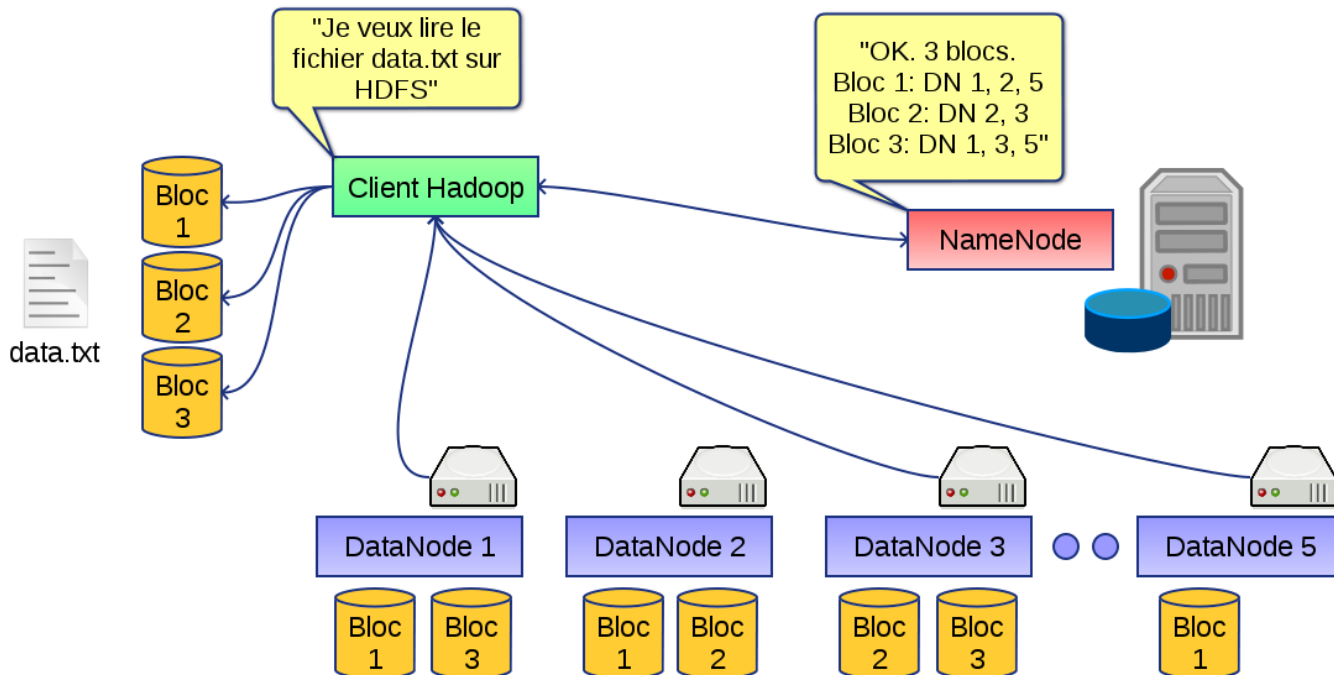 "Je veux lire le
fichier data.txt sur
HDFS"
"OK. 3 blocs.
Bloc 1: DN 1, 2, 5
Bloc 2: DN 2, 3
Bloc 3: DN 1, 3, 5"
Client Hadoop
NameNode
Bloc
1
Bloc
2
Bloc
3
data.txt
DataNode 1
DataNode 2
DataNode 3
DataNode 5
Bloc
1
Bloc
3
Bloc
1
Bloc
2
Bloc
2
Bloc
3
Bloc
1